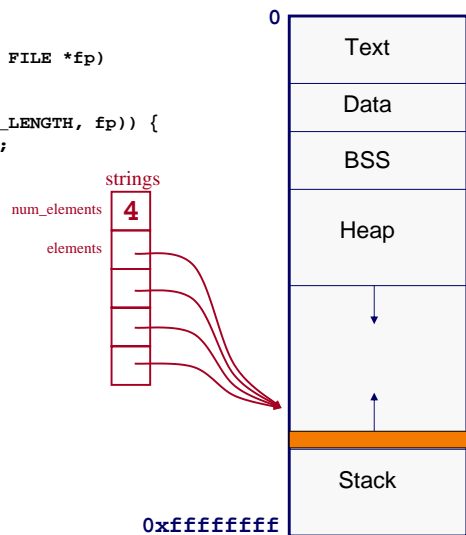 FILE *fp)
_LENGTH, fp)) {
;
strings
num_elements 4
elements
0
Text
Data
BSS
Heap
Stack
0xffffffff